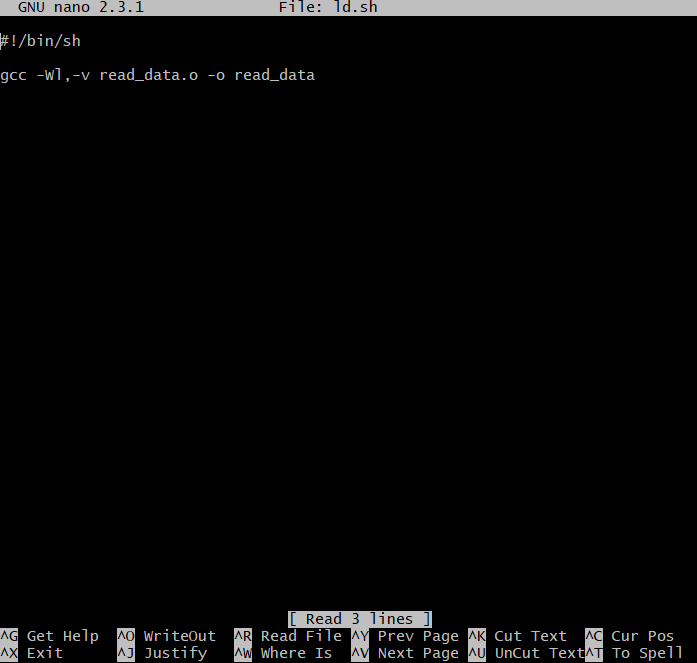 GNU nano 2.3.1 File: ld.sh
#!/bin/sh
gcc -Wl,-v read_data.o -o read_data
[ Read 3 lines ]
^G Get Help ^O WriteOut ^R Read File ^Y Prev Page ^K Cut Text ^C Cur Pos
^X Exit ^J Justify ^W Where Is ^V Next Page ^U UnCut Text^T To Spell